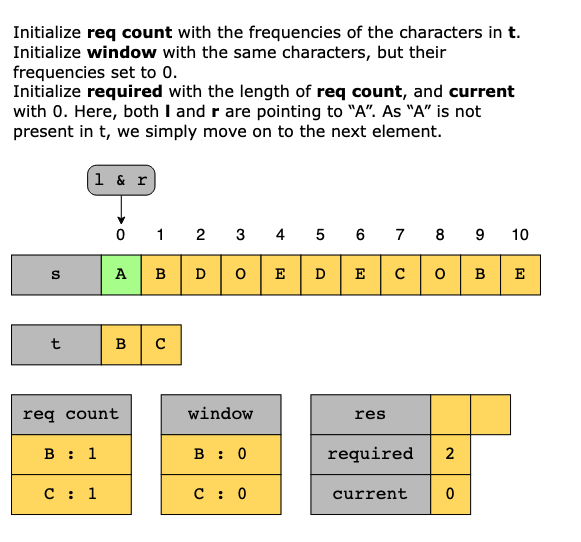 Initialize req count with the frequencies of the characters in t.
Initialize window with the same characters, but their
frequencies set to 0.
Initialize required with the length of req count, and current
with 0. Here, both l and r are pointing to “A”. As “A” is not
present in t, we simply move on to the next element.
l & r
0 1 2 3 4 5 6 7 8 9 10
s A B D O E D E C O B E
t B C
req count
B : 1
C : 1
window
B : 0
C : 0
res
required 2
current 0